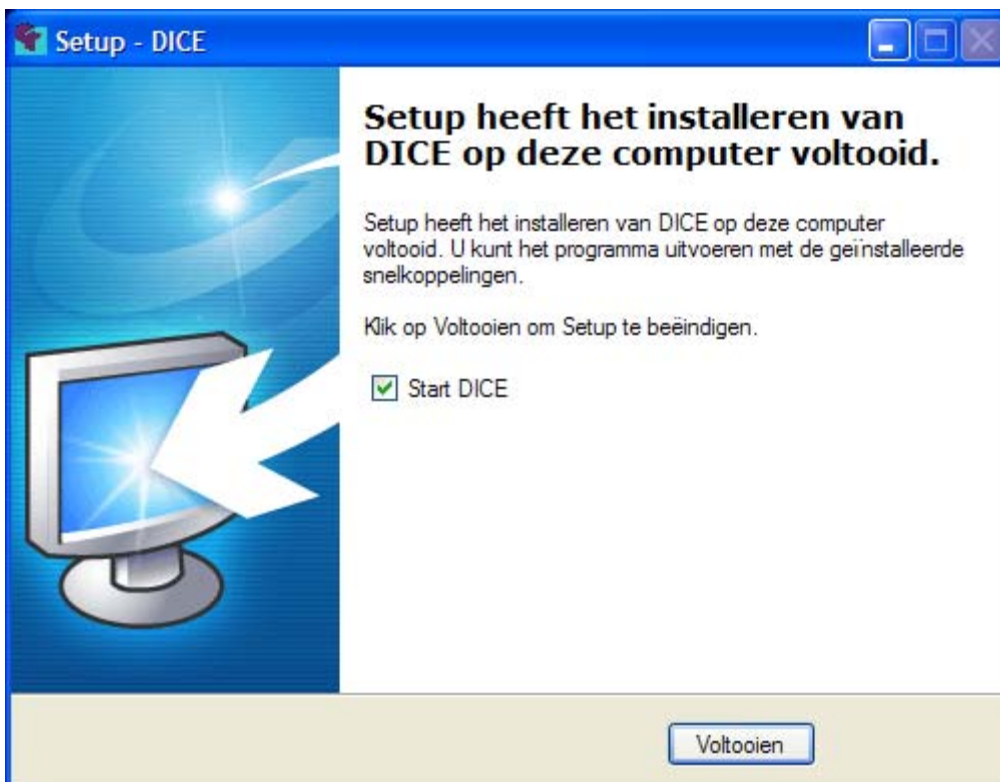 Setup - DICE
Setup heeft het installeren van
DICE op deze computer voltooid.
Setup heeft het installeren van DICE op deze computer
voltooid. U kunt het programma uitvoeren met de geïnstalleerde
snelkoppelingen.
Klik op Voltooien om Setup te beëindigen.
Start DICE
Voltooien